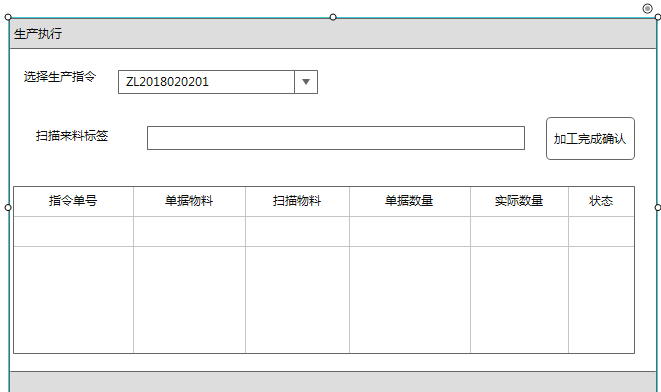 生产执行
选择生产指令 ZL2018020201
扫描来料标签 加工完成确认
指令单号 单据物料 扫描物料 单据数量 实际数量 状态